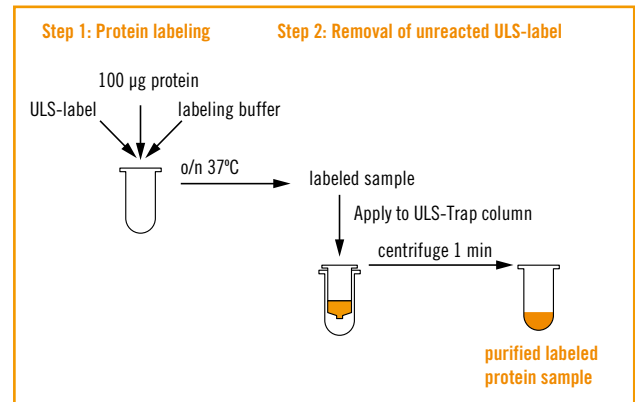 Step 1: Protein labeling
Step 2: Removal of unreacted ULS-label
100 µg protein
ULS-label
labeling buffer
o/n 37ºC
labeled sample
Apply to ULS-Trap column
centrifuge 1 min
purified labeled
protein sample